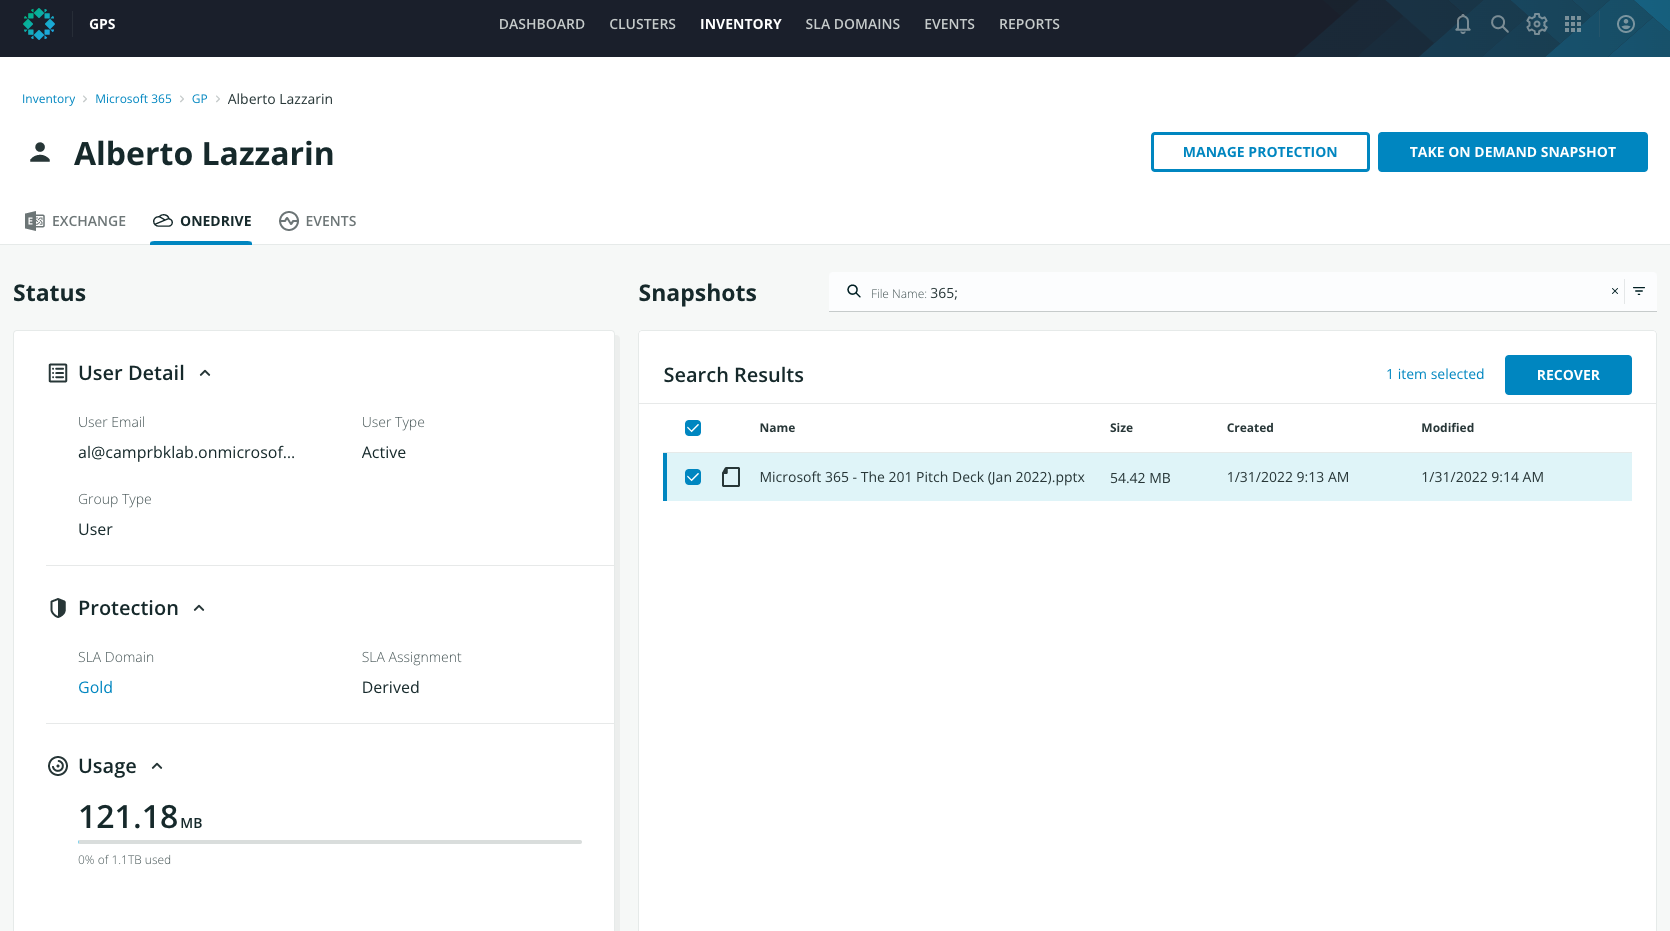 GPS
DASHBOARD CLUSTERS INVENTORY SLA DOMAINS EVENTS REPORTS
Inventory > Microsoft 365 > GP > Alberto Lazzarin
Alberto Lazzarin
MANAGE PROTECTION
TAKE ON DEMAND SNAPSHOT
EXCHANGE ONEDRIVE EVENTS
Status
User Detail
User Email User Type
al@camprbklab.onmicrosof... Active
Group Type
User
Protection
SLA Domain SLA Assignment
Gold Derived
Usage
121.18 MB
0% of 1.1TB used
Snapshots
File Name: 365;
Search Results
1 item selected
RECOVER
Name Size Created Modified
Microsoft 365 - The 201 Pitch Deck (Jan 2022).pptx 54.42 MB 1/31/2022 9:13 AM 1/31/2022 9:14 AM